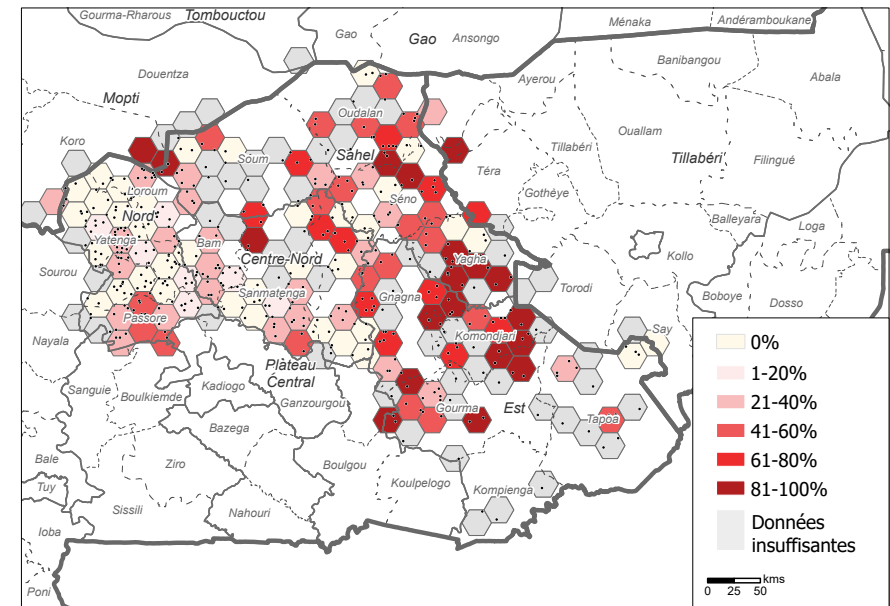 Gourma-Rharous
Tombouctou
Gao
Gao
Ansongo
Ménaka
Andéramboukane
Douentza
Mopti
Koro
Oudalan
Ayerou
Banibangou
Abala
Soum
Sahel
Tillabéri
Ouallam
Tillabéri
Filingué
Téra
Loroum
Nord
Séno
Gothèye
Yatenga
Bam
Balleyara
Loga
Centre-Nord
Yagha
Kollo
Sourou
Sanmatenga
Gnagna
Torodi
Boboye
Dosso
Passore
Komondjari
Say
Nayala
Plateau
Central
Sanguie
Boulkiemde
Kadiogo
Ganzourgou
Gourma
Est
Tapoa
Bazega
Bale
Ziro
Boulgou
Koulpelogo
Kompienga
Tuy
Sissili
Nahouri
Ioba
Poni
0%
1-20%
21-40%
41-60%
61-80%
81-100%
Données
insuffisantes
0 25 50 kms